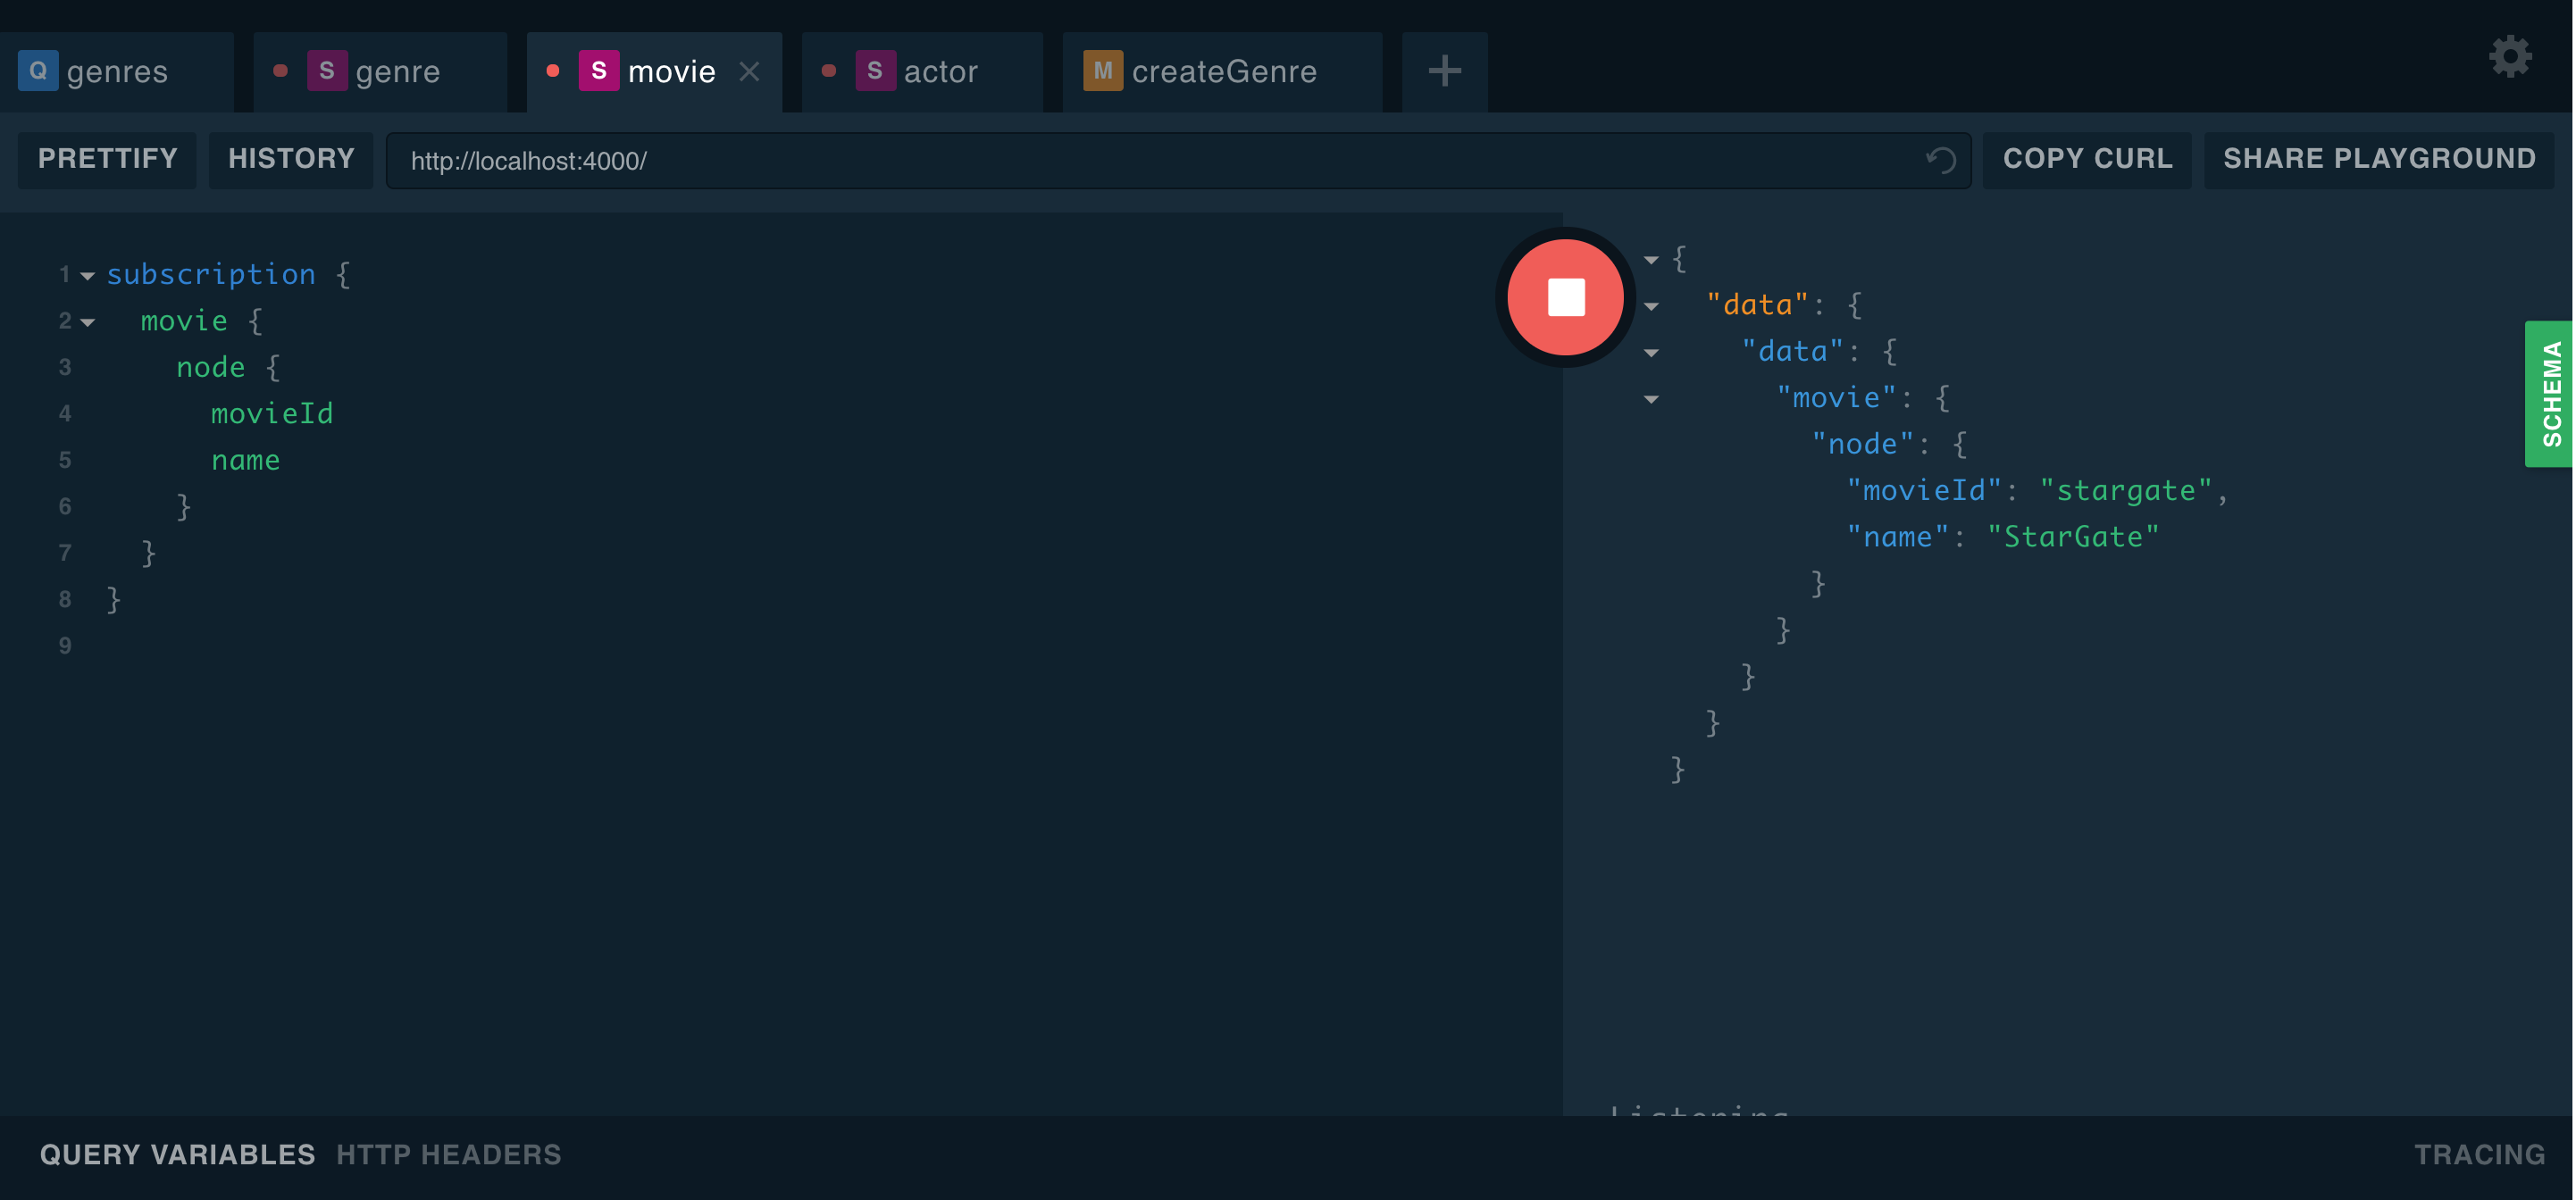 Q genres S genre S movie S actor M createGenre
PRETTIFY HISTORY http://localhost:4000/ COPY CURL SHARE PLAYGROUND
1 subscription {
2 movie {
3 node {
4 movieId
5 name
6 }
7 }
8 }
9
{
"data": {
"data": {
"movie": {
"node": {
"movieId": "stargate",
"name": "StarGate"
}
}
}
}
}
SCHEMA
Listening
QUERY VARIABLES HTTP HEADERS TRACING